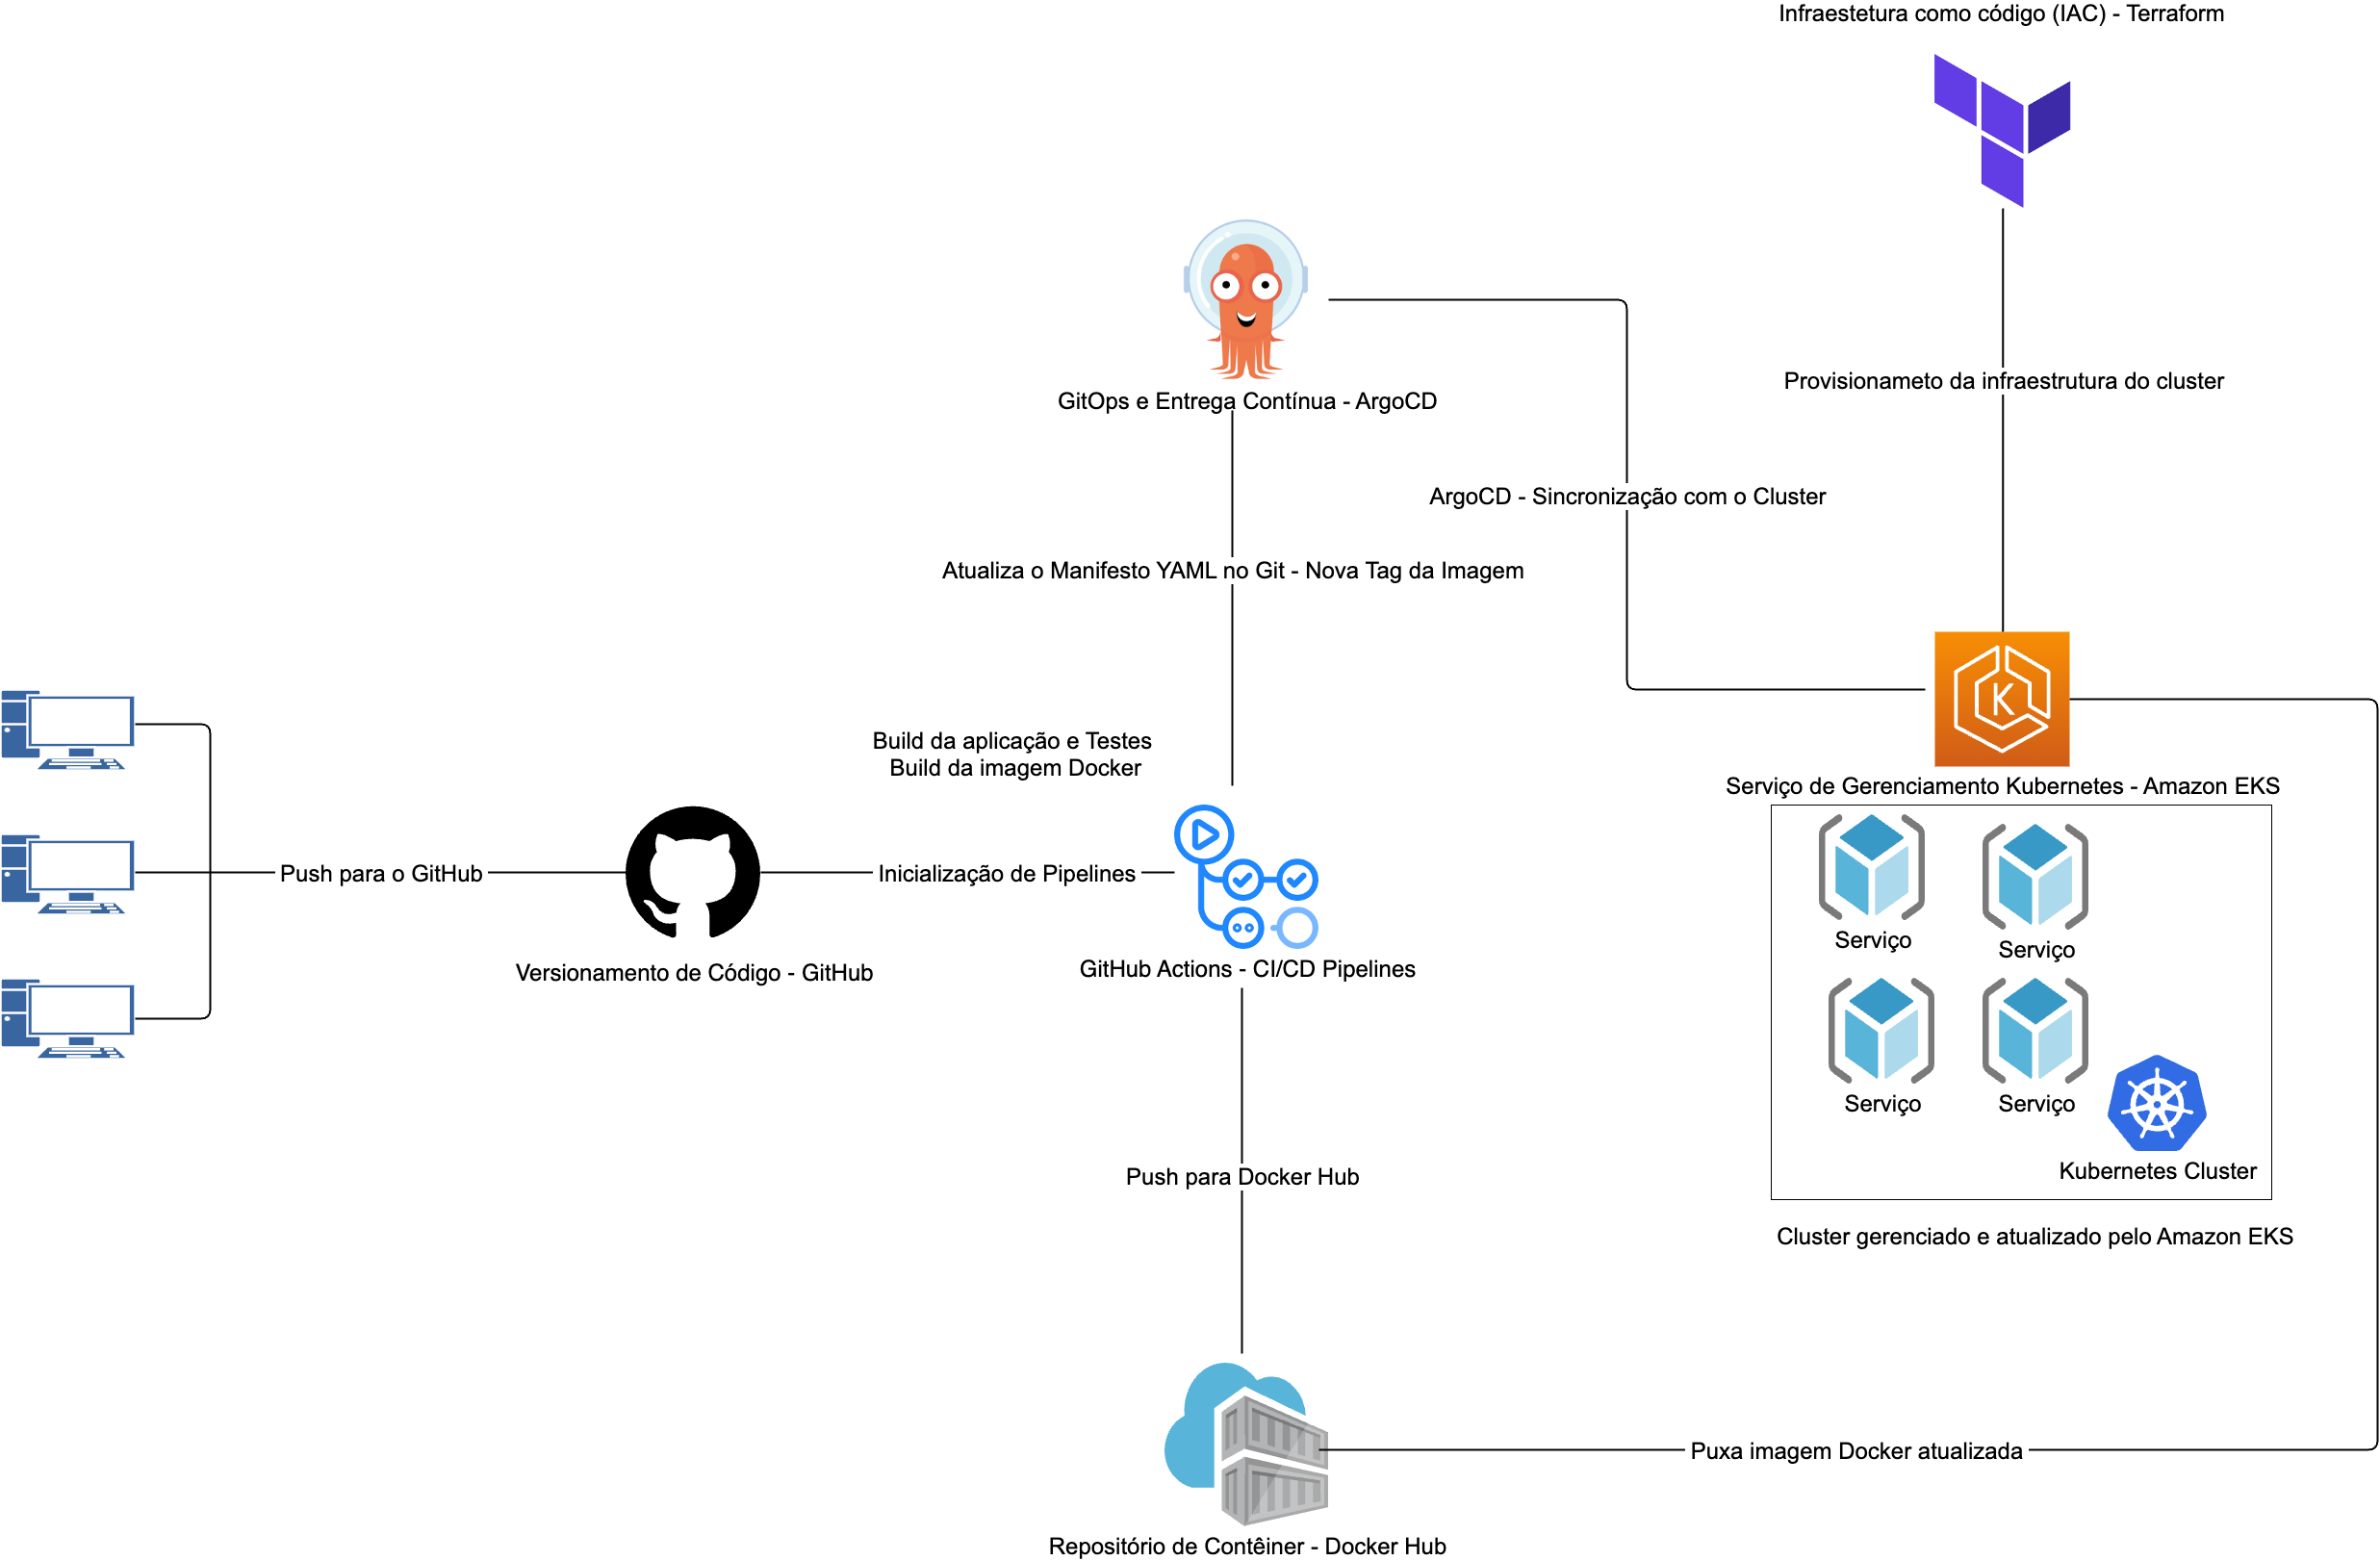 Infraestetura como código (IAC) - Terraform
GitOps e Entrega Contínua - ArgoCD
Provisionameto da infraestrutura do cluster
ArgoCD - Sincronização com o Cluster
Atualiza o Manifesto YAML no Git - Nova Tag da Imagem
Build da aplicação e Testes
Build da imagem Docker
Push para o GitHub
Inicialização de Pipelines
Versionamento de Código - GitHub
GitHub Actions - CI/CD Pipelines
K
Serviço de Gerenciamento Kubernetes - Amazon EKS
Serviço
Serviço
Serviço
Serviço
Kubernetes Cluster
Cluster gerenciado e atualizado pelo Amazon EKS
Push para Docker Hub
Puxa imagem Docker atualizada
Repositório de Contêiner - Docker Hub